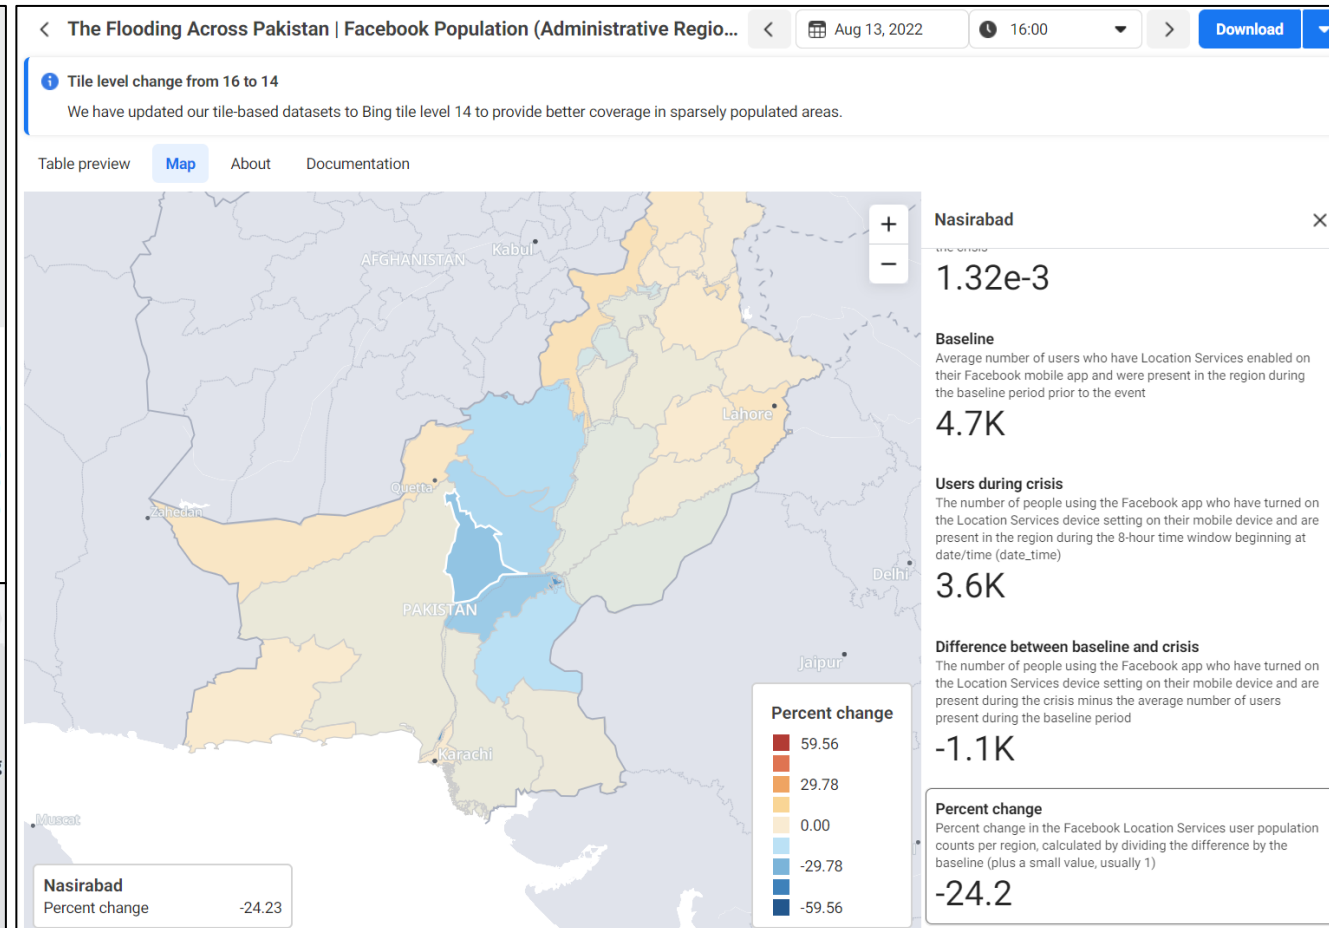 The Flooding Across Pakistan | Facebook Population (Administrative Regio...
Aug 13, 2022
16:00
Download
Tile level change from 16 to 14
We have updated our tile-based datasets to Bing tile level 14 to provide better coverage in sparsely populated areas.
Table preview
Map
About
Documentation
AFGHANISTAN
Kabul
Lahore
Quetta
Zahedan
Delhi
PAKISTAN
Jaipur
Karachi
Muscat
+
−
Percent change
59.56
29.78
0.00
-29.78
-59.56
Nasirabad
Percent change -24.23
Nasirabad
the crisis
1.32e-3
Baseline
Average number of users who have Location Services enabled on
their Facebook mobile app and were present in the region during
the baseline period prior to the event
4.7K
Users during crisis
The number of people using the Facebook app who have turned on
the Location Services device setting on their mobile device and are
present in the region during the 8-hour time window beginning at
date/time (date_time)
3.6K
Difference between baseline and crisis
The number of people using the Facebook app who have turned on
the Location Services device setting on their mobile device and are
present during the crisis minus the average number of users
present during the baseline period
-1.1K
Percent change
Percent change in the Facebook Location Services user population
counts per region, calculated by dividing the difference by the
baseline (plus a small value, usually 1)
-24.2